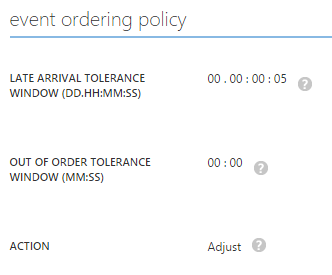 event ordering policy
LATE ARRIVAL TOLERANCE 00 . 00 : 00 : 05 ?
WINDOW (DD.HH:MM:SS)
OUT OF ORDER TOLERANCE 00 : 00 ?
WINDOW (MM:SS)
ACTION Adjust ?